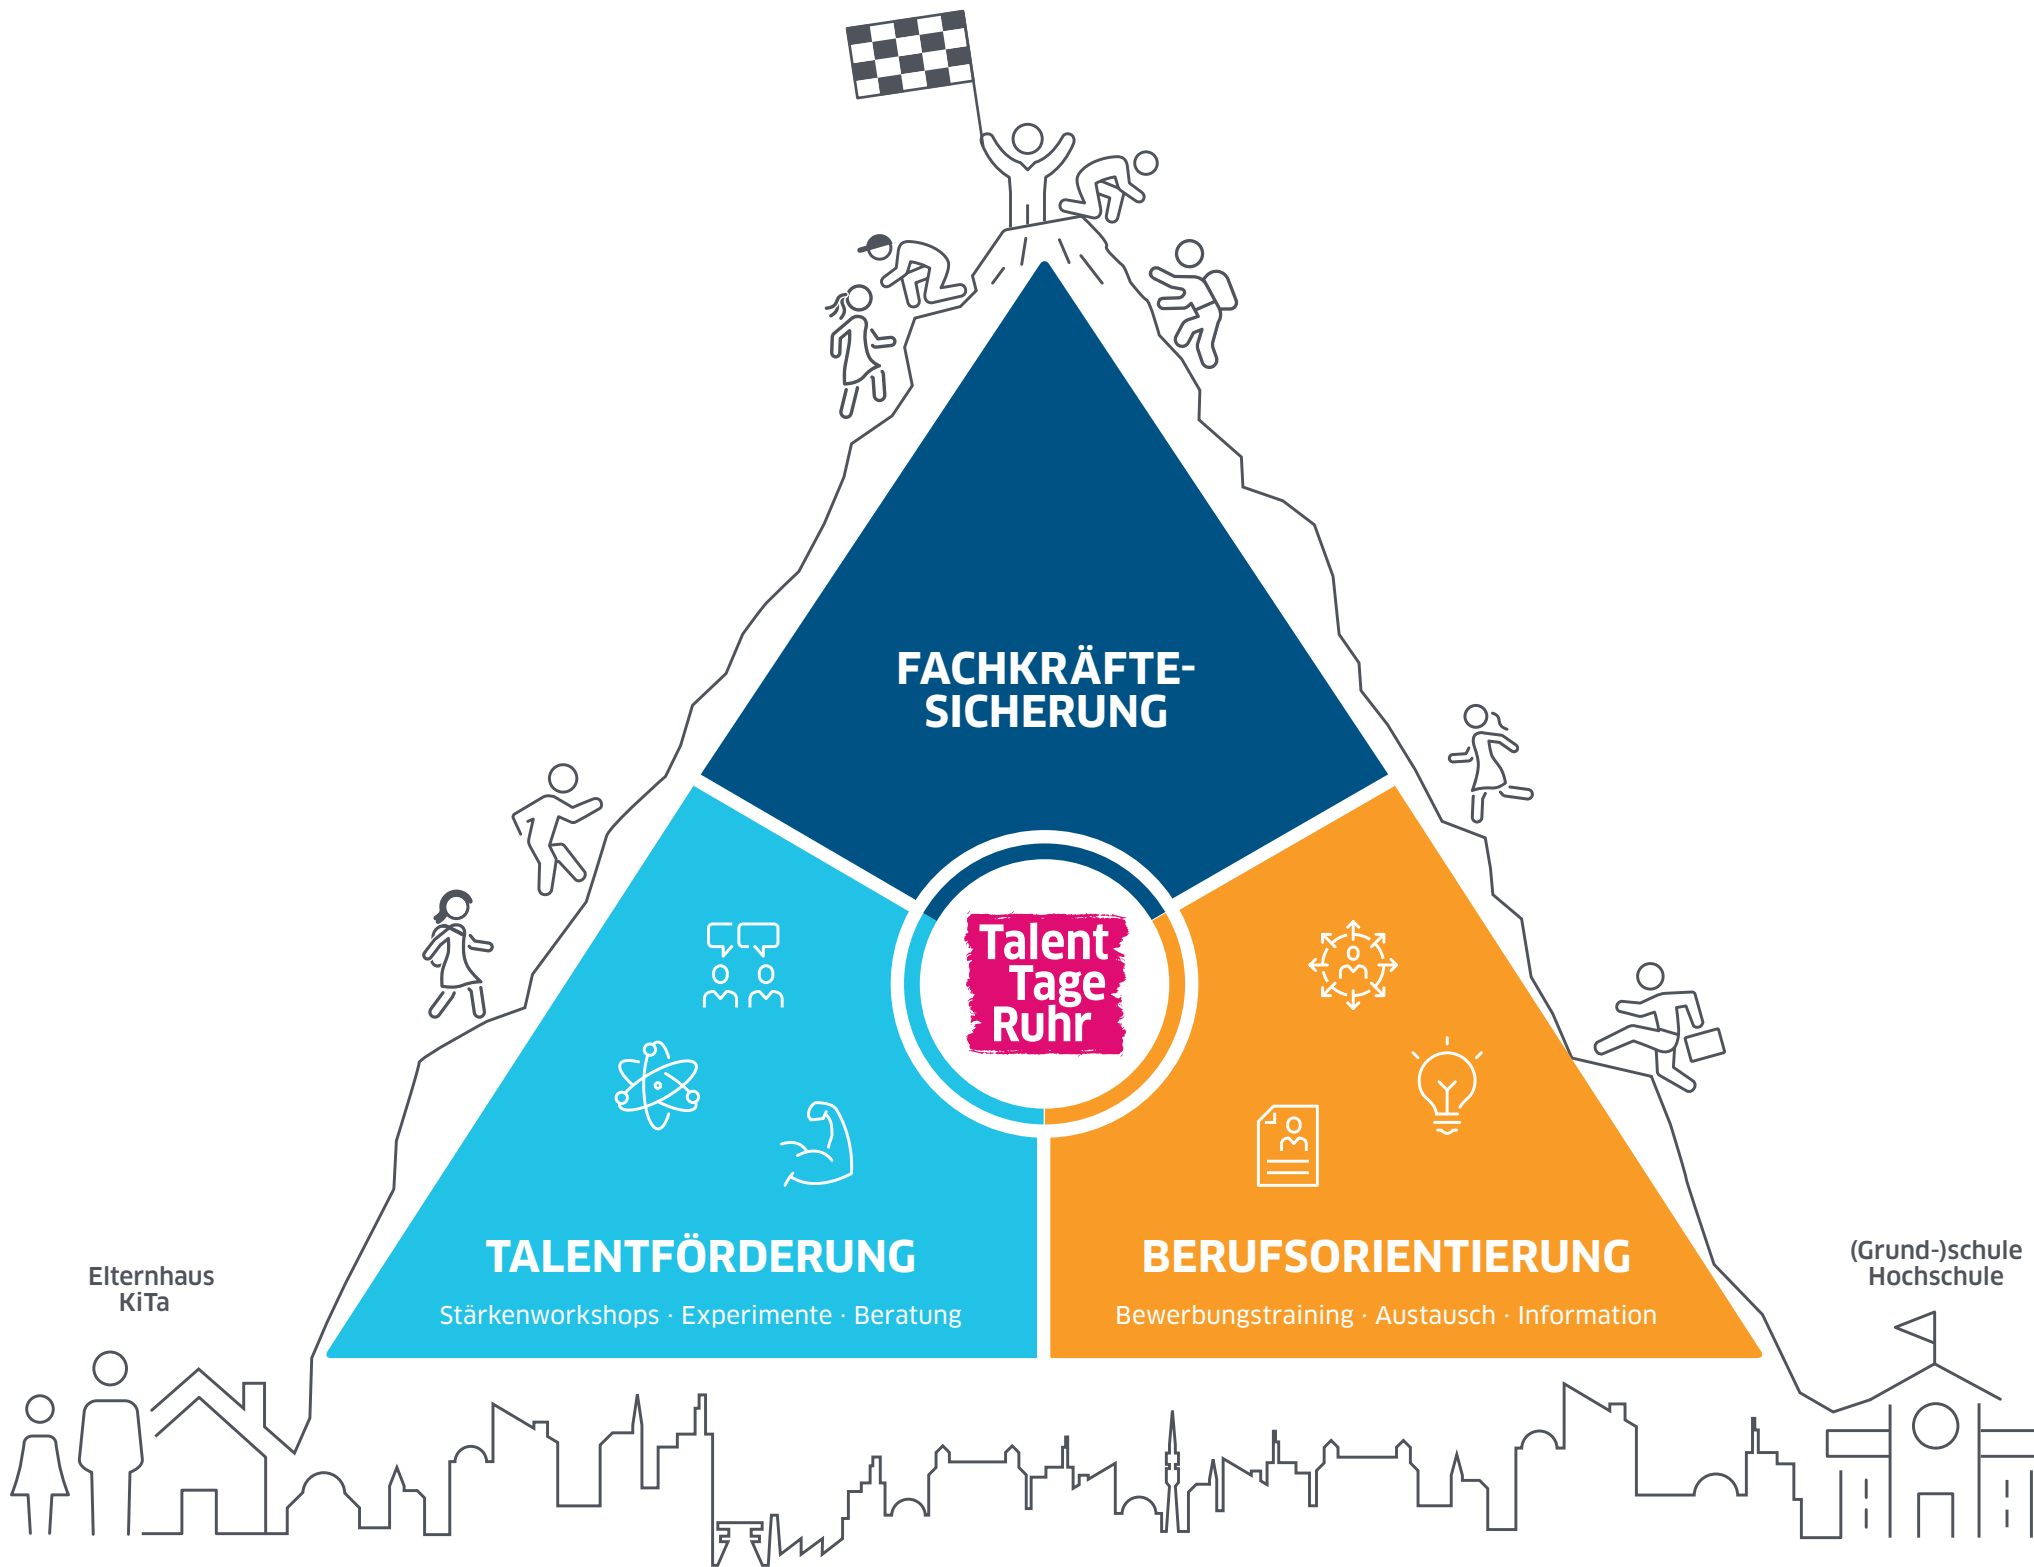 FACHKRÄFTE-
SICHERUNG
Talent
Tage
Ruhr
TALENTFÖRDERUNG
Stärkenworkshops · Experimente · Beratung
BERUFSORIENTIERUNG
Bewerbungstraining · Austausch · Information
Elternhaus
KiTa
(Grund-)schule
Hochschule